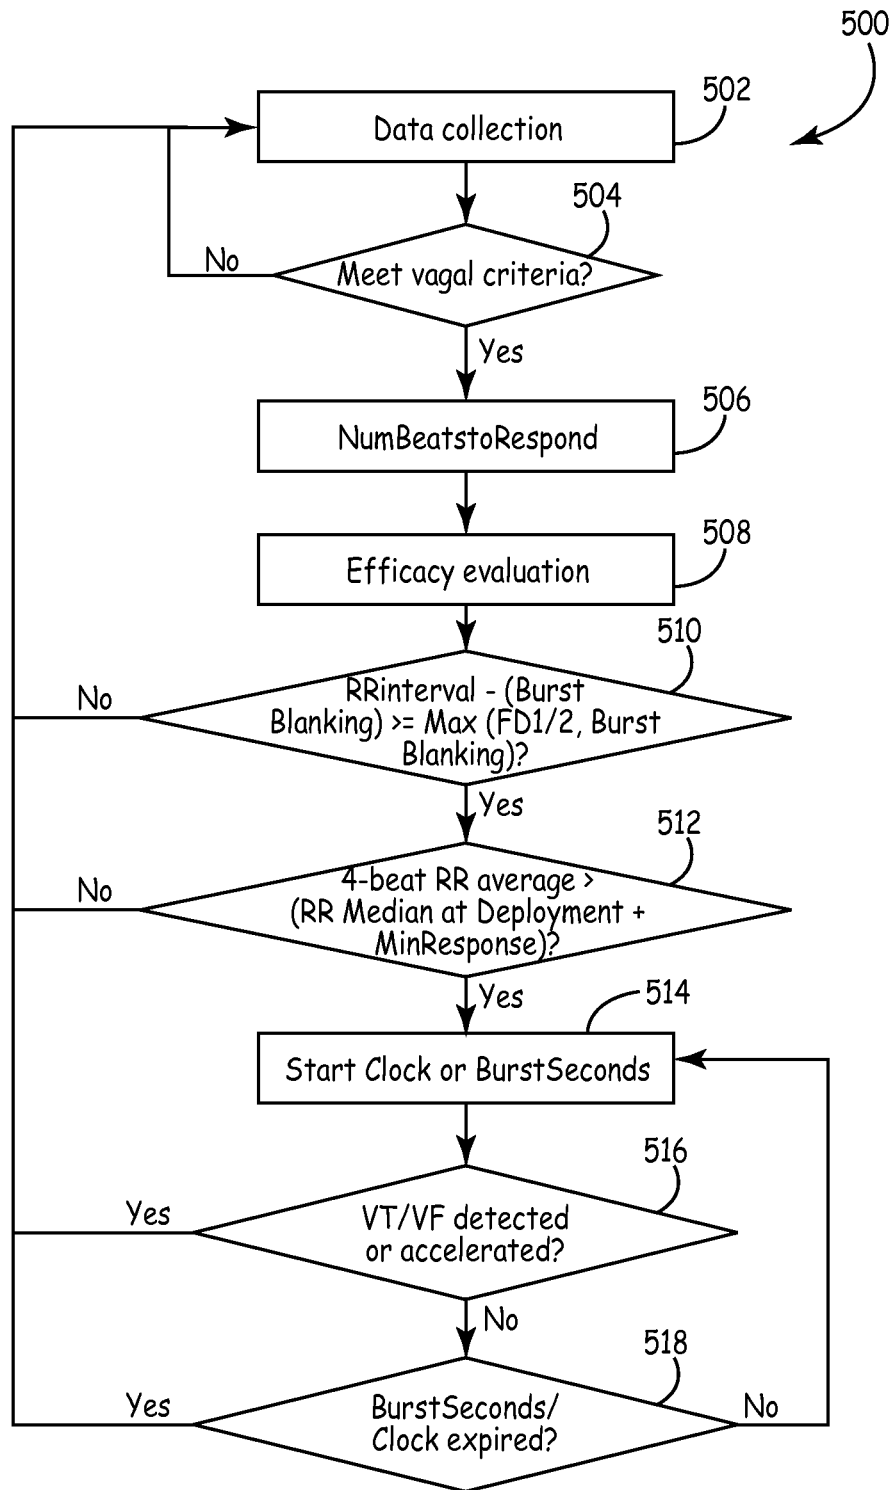 500
502
Data collection
504
No
Meet vagal criteria?
Yes
506
NumBeatstoRespond
508
Efficacy evaluation
510
No
RRinterval - (Burst
Blanking) >= Max (FD1/2, Burst
Blanking)?
Yes
512
No
4-beat RR average >
(RR Median at Deployment +
MinResponse)?
Yes
514
Start Clock or BurstSeconds
516
Yes
VT/VF detected
or accelerated?
No
518
Yes
BurstSeconds/
Clock expired?
No